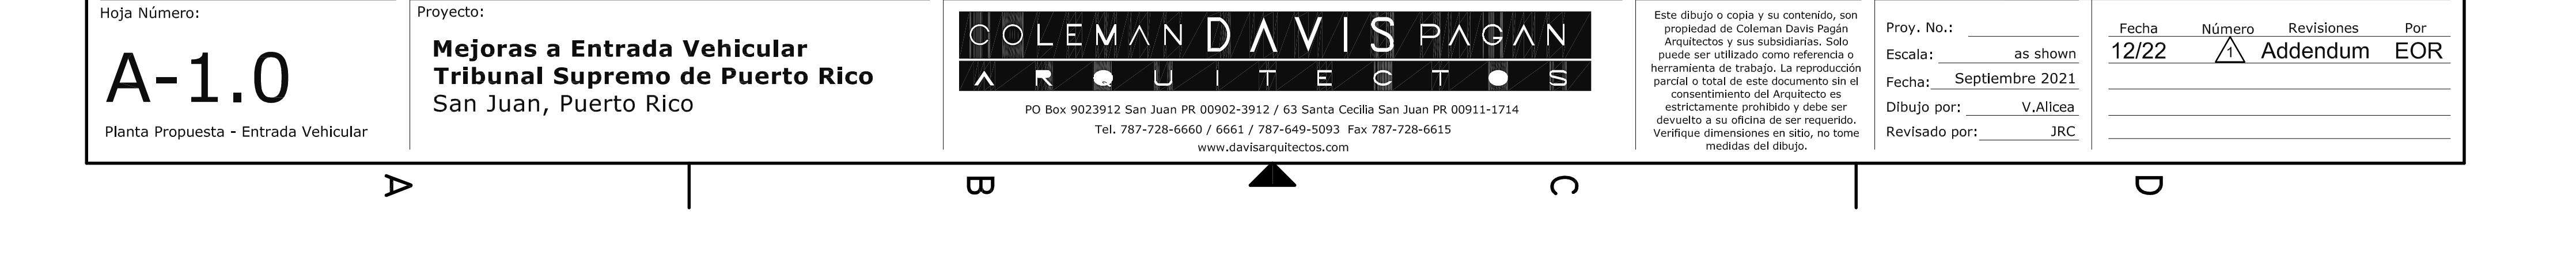 Hoja Número:
A-1.0
Planta Propuesta - Entrada Vehicular
Proyecto:
Mejoras a Entrada Vehicular
Tribunal Supremo de Puerto Rico
San Juan, Puerto Rico
COLEMAN DAVIS PAGAN
ARQUITECTOS
PO Box 9023912 San Juan PR 00902-3912 / 63 Santa Cecilia San Juan PR 00911-1714
Tel. 787-728-6660 / 6661 / 787-649-5093 Fax 787-728-6615
www.davisarquitectos.com
Este dibujo o copia y su contenido, son
propiedad de Coleman Davis Pagán
Arquitectos y sus subsidiarias. Solo
puede ser utilizado como referencia o
herramienta de trabajo. La reproducción
parcial o total de este documento sin el
consentimiento del Arquitecto es
estrictamente prohibido y debe ser
devuelto a su oficina de ser requerido.
Verifique dimensiones en sitio, no tome
medidas del dibujo.
Proy. No.:
Escala: as shown
Fecha: Septiembre 2021
Dibujo por: V.Alicea
Revisado por: JRC
Fecha Número Revisiones Por
12/22 1 Addendum EOR
A B C D